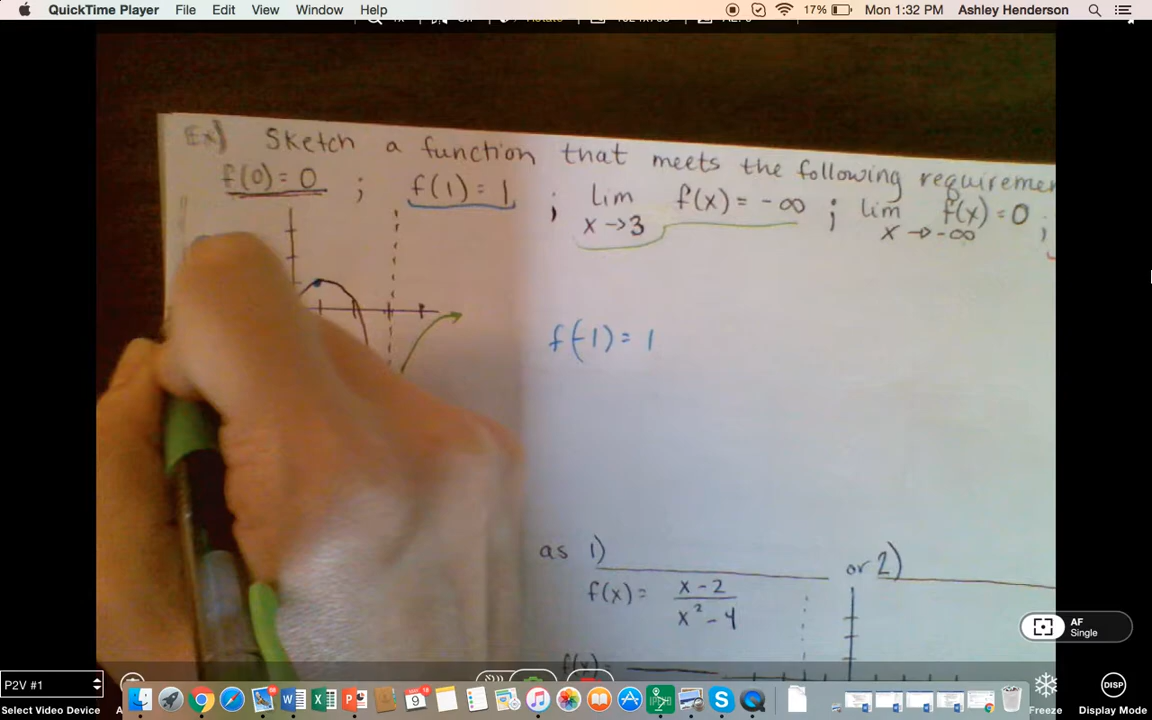 QuickTime Player File Edit View Window Help 17% Mon 1:32 PM Ashley Henderson
Ex) Sketch a function that meets the following
f(0) = 0 ; f(1) = 1 ; lim x→3 f(x) = -∞ ; lim x→-∞ f(x) = 0 ;
f(-1) = 1
as 1) or 2)
f(x) = x-2 / x² - 4
f(x) =
AF
Single
P2V #1
Select Video Device
Freeze
DISP
Display Mode